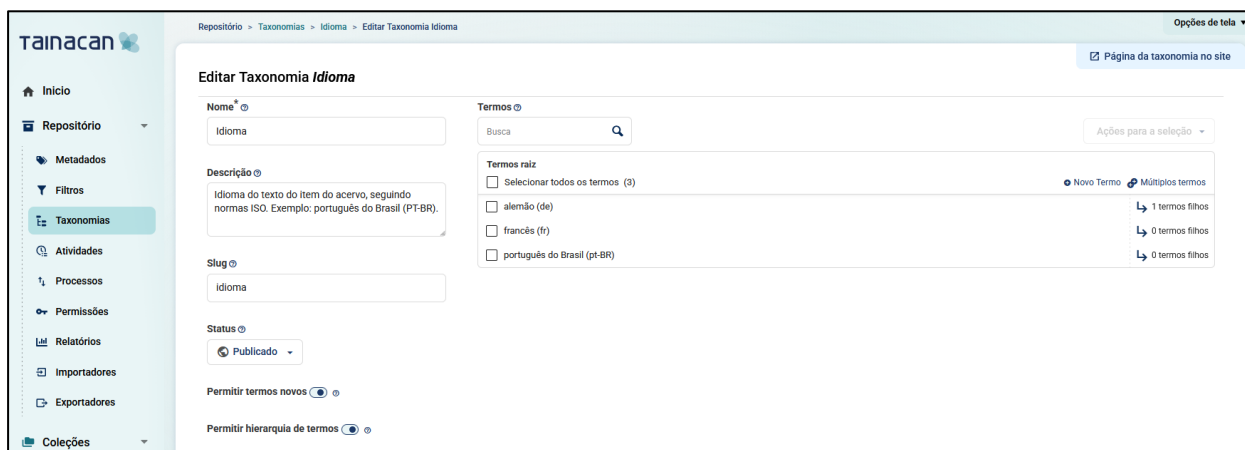 Repositório > Taxonomias > Idioma > Editar Taxonomia Idioma
Opções de tela
Tainacan
Página da taxonomia no site
Editar Taxonomia Idioma
Inicio
Repositório
Metadados
Filtros
Taxonomias
Atividades
Processos
Permissões
Relatórios
Importadores
Exportadores
Coleções
Nome*
Idioma
Descrição
Idioma do texto do item do acervo, seguindo
normas ISO. Exemplo: português do Brasil (PT-BR).
Slug
idioma
Status
Publicado
Permitir termos novos
Permitir hierarquia de termos
Termos
Busca
Ações para a seleção
Termos raiz
Selecionar todos os termos (3)
Novo Termo Múltiplos termos
alemão (de) 1 termos filhos
francês (fr) 0 termos filhos
português do Brasil (pt-BR) 0 termos filhos